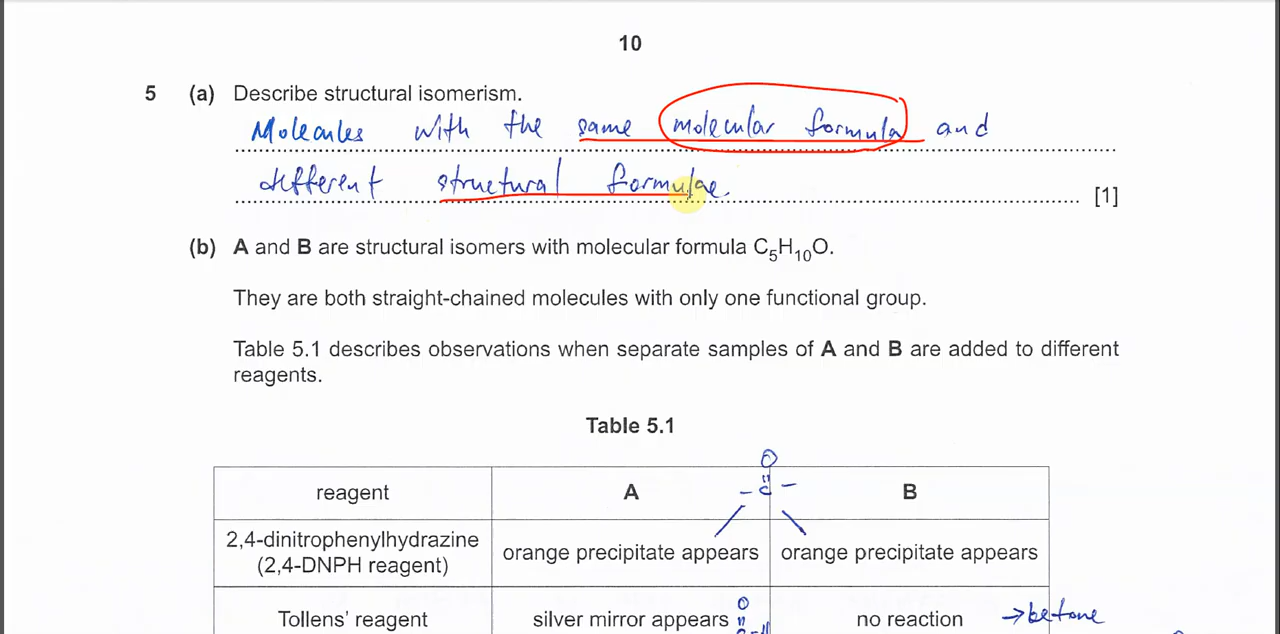 10
5 (a) Describe structural isomerism.
Molecules with the same molecular formula and
different structural formulae. [1]
(b) A and B are structural isomers with molecular formula C₅H₁₀O.
They are both straight-chained molecules with only one functional group.
Table 5.1 describes observations when separate samples of A and B are added to different
reagents.
Table 5.1
O
reagent A – C – B
2,4-dinitrophenylhydrazine
(2,4-DNPH reagent) orange precipitate appears orange precipitate appears
O
Tollens' reagent silver mirror appears no reaction → ketone